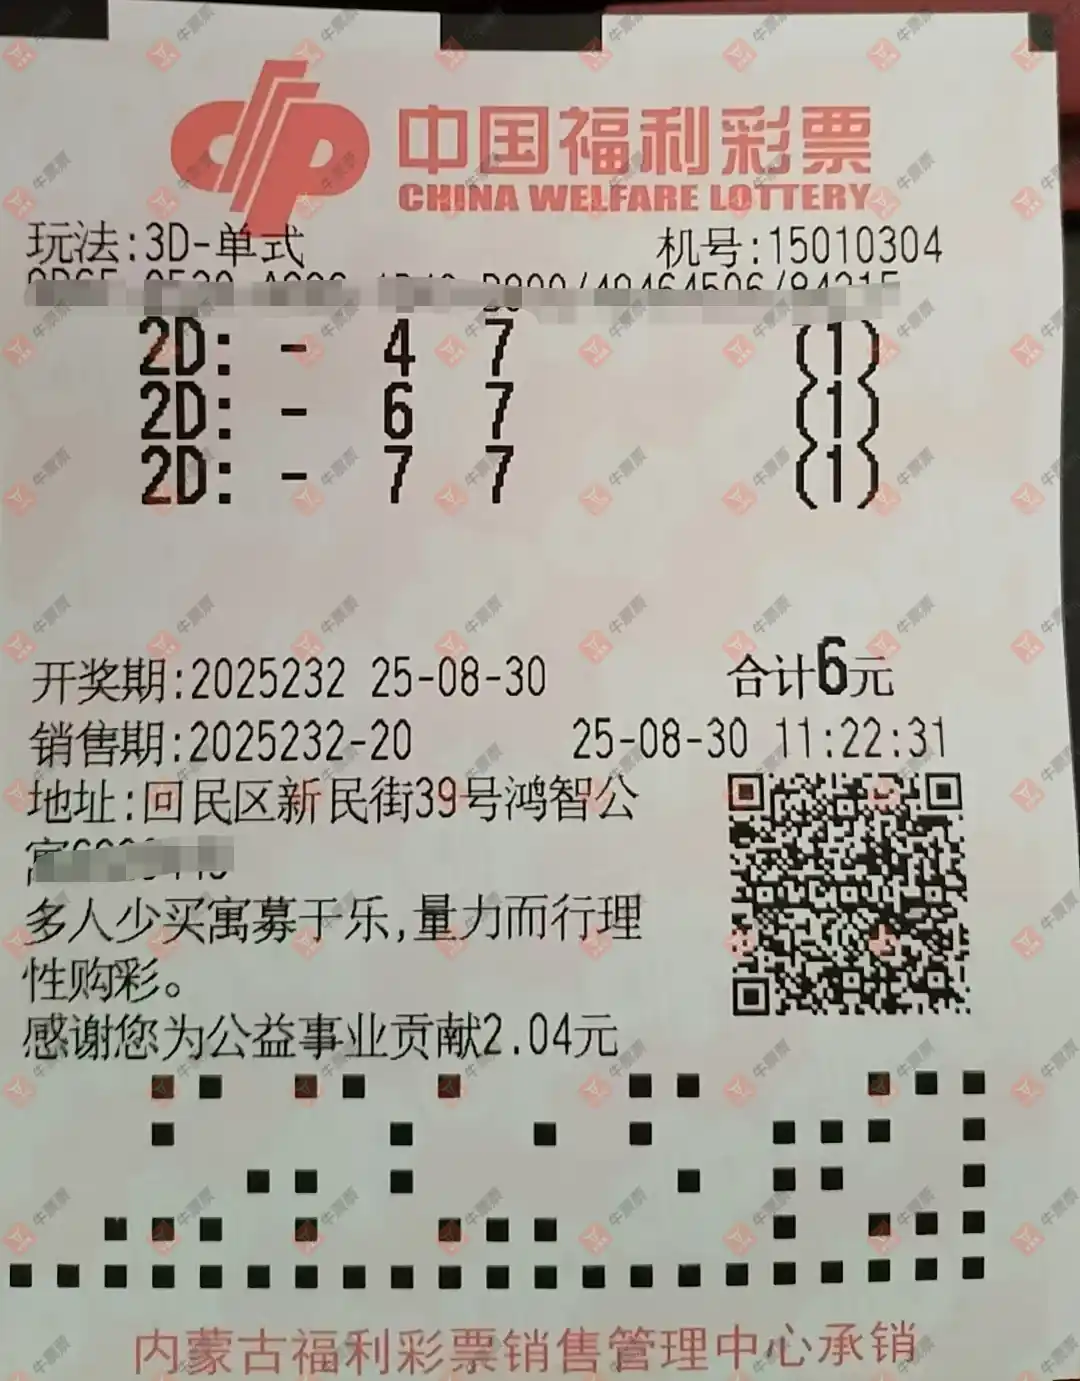 中国福利彩票
CHINA WELFARE LOTTERY
玩法:3D-单式 机号:15010304
2D: - 4 7 (1)
2D: - 6 7 (1)
2D: - 7 7 (1)
开奖期:2025232 25-08-30 合计6元
销售期:2025232-20 25-08-30 11:22:31
地址:回民区新民街39号鸿智公
寓
多人少买寓募于乐,量力而行理
性购彩。
感谢您为公益事业贡献2.04元
内蒙古福利彩票销售管理中心承销
牛票票